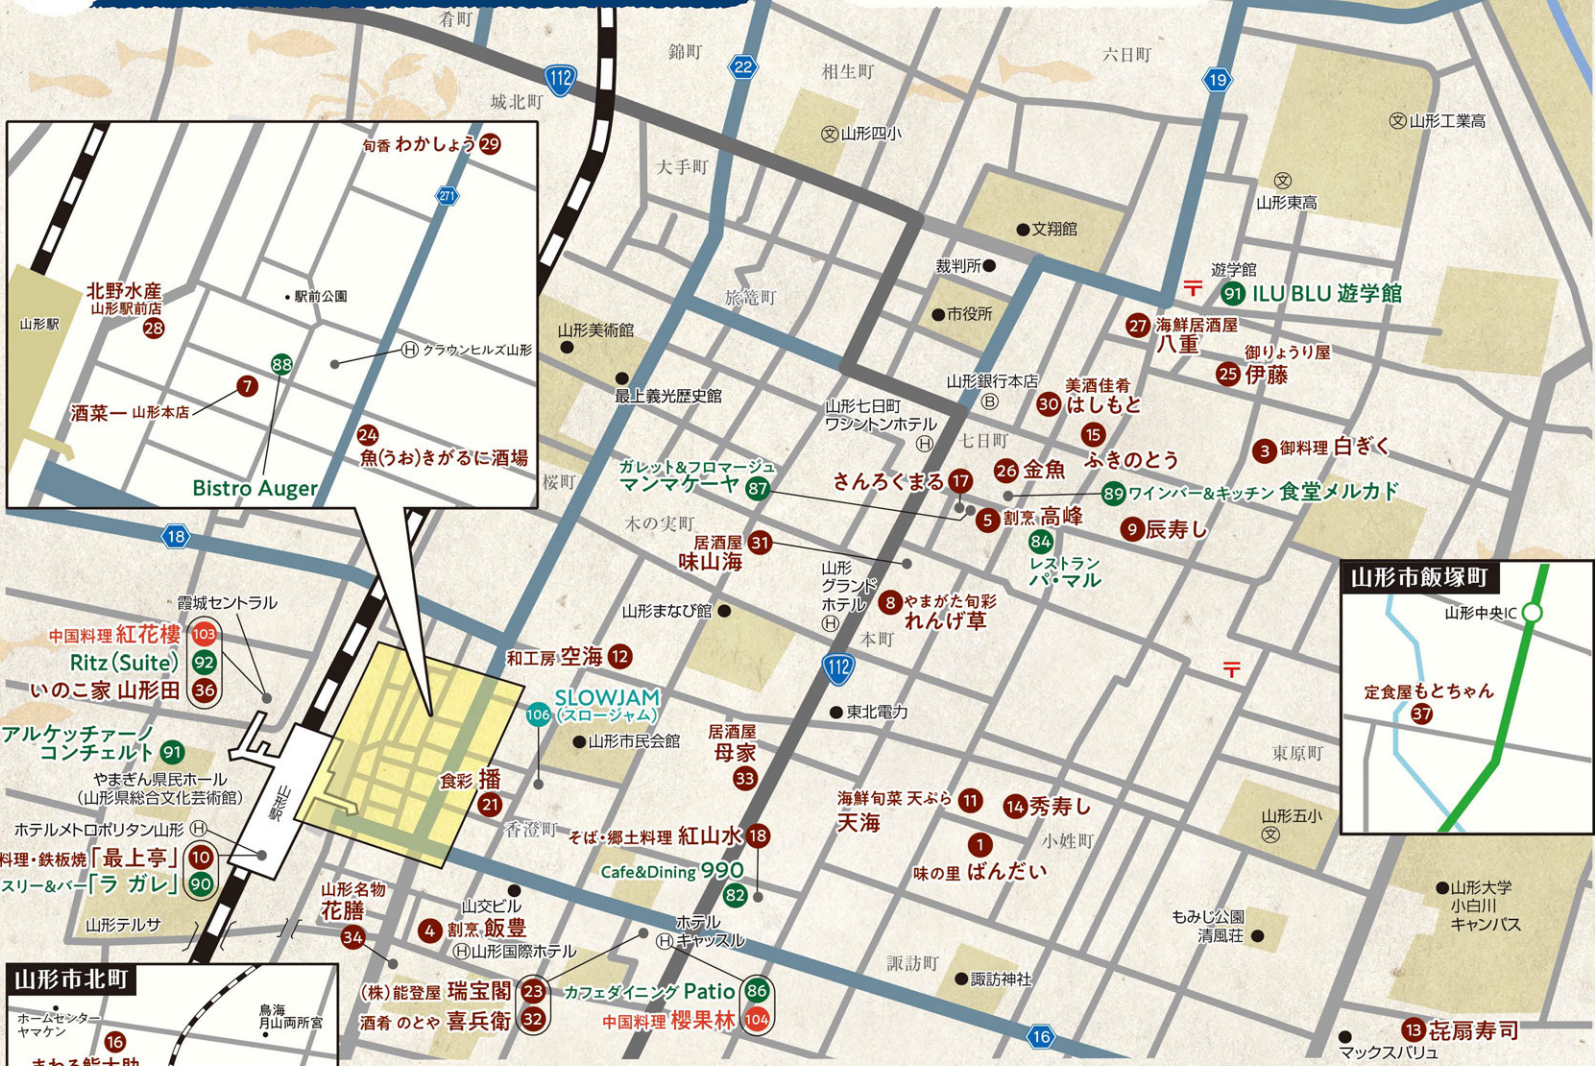 肴町
112
城北町
錦町
22
相生町
六日町
19
文 山形四小
文 山形工業高
文
山形東高
大手町
文翔館
裁判所
市役所
〒
遊学館
91 ILU BLU 遊学館
旅篭町
山形美術館
最上義光歴史館
27 海鮮居酒屋
八重
御りょうり屋
25 伊藤
山形銀行本店
B
美酒佳肴
30 はしもと
山形七日町
ワシントンホテル
H
七日町
15
ふきのとう
3 御料理 白ぎく
ガレット&フロマージュ
マンマケーヤ 87
さんろくまる 17
26 金魚
89 ワインバー&キッチン 食堂メルカド
5 割烹 高峰
9 辰寿し
84
レストラン
パ・マル
桜町
木の実町
居酒屋 31
味山海
山形
グランド
ホテル
H
8 やまがた旬彩
れんげ草
本町
112
山形まなび館
和工房 空海 12
東北電力
〒
18
旬香 わかしょう 29
271
北野水産
山形駅前店
28
山形駅
駅前公園
H クラウンヒルズ山形
88
7
酒菜一 山形本店
24
魚(うお)きがるに酒場
Bistro Auger
霞城セントラル
中国料理 紅花樓 103
Ritz(Suite) 92
いのこ家 山形田 36
アルケッチァーノ
コンチェルト 91
やまぎん県民ホール
(山形県総合文化芸術館)
ホテルメトロポリタン山形 H
料理・鉄板焼「最上亭」 10
スリー&バー「ラ ガレ」 90
山形テルサ
山形駅
106 SLOWJAM
(スロージャム)
山形市民会館
食彩 播
21
香澄町
居酒屋
母家
33
海鮮旬菜 天ぷら 11
天海
14 秀寿し
小姓町
1
味の里 ばんだい
そば・郷土料理 紅山水 18
Cafe&Dining 990
82
山形名物
花膳
34
山交ビル
4 割烹 飯豊
H 山形国際ホテル
ホテル
H キャッスル
(株)能登屋 瑞宝閣 23
酒肴 のとや 喜兵衛 32
カフェダイニング Patio 86
中国料理 櫻果林 104
諏訪町
諏訪神社
16
もみじ公園
清風荘
山形五小
文
東原町
山形大学
小白川
キャンパス
13 㐂扇寿司
マックスバリュ
山形市飯塚町
山形中央IC
定食屋もとちゃん
37
山形市北町
ホームセンター
ヤマケン
鳥海
月山両所宮
16
まわる鮨大助